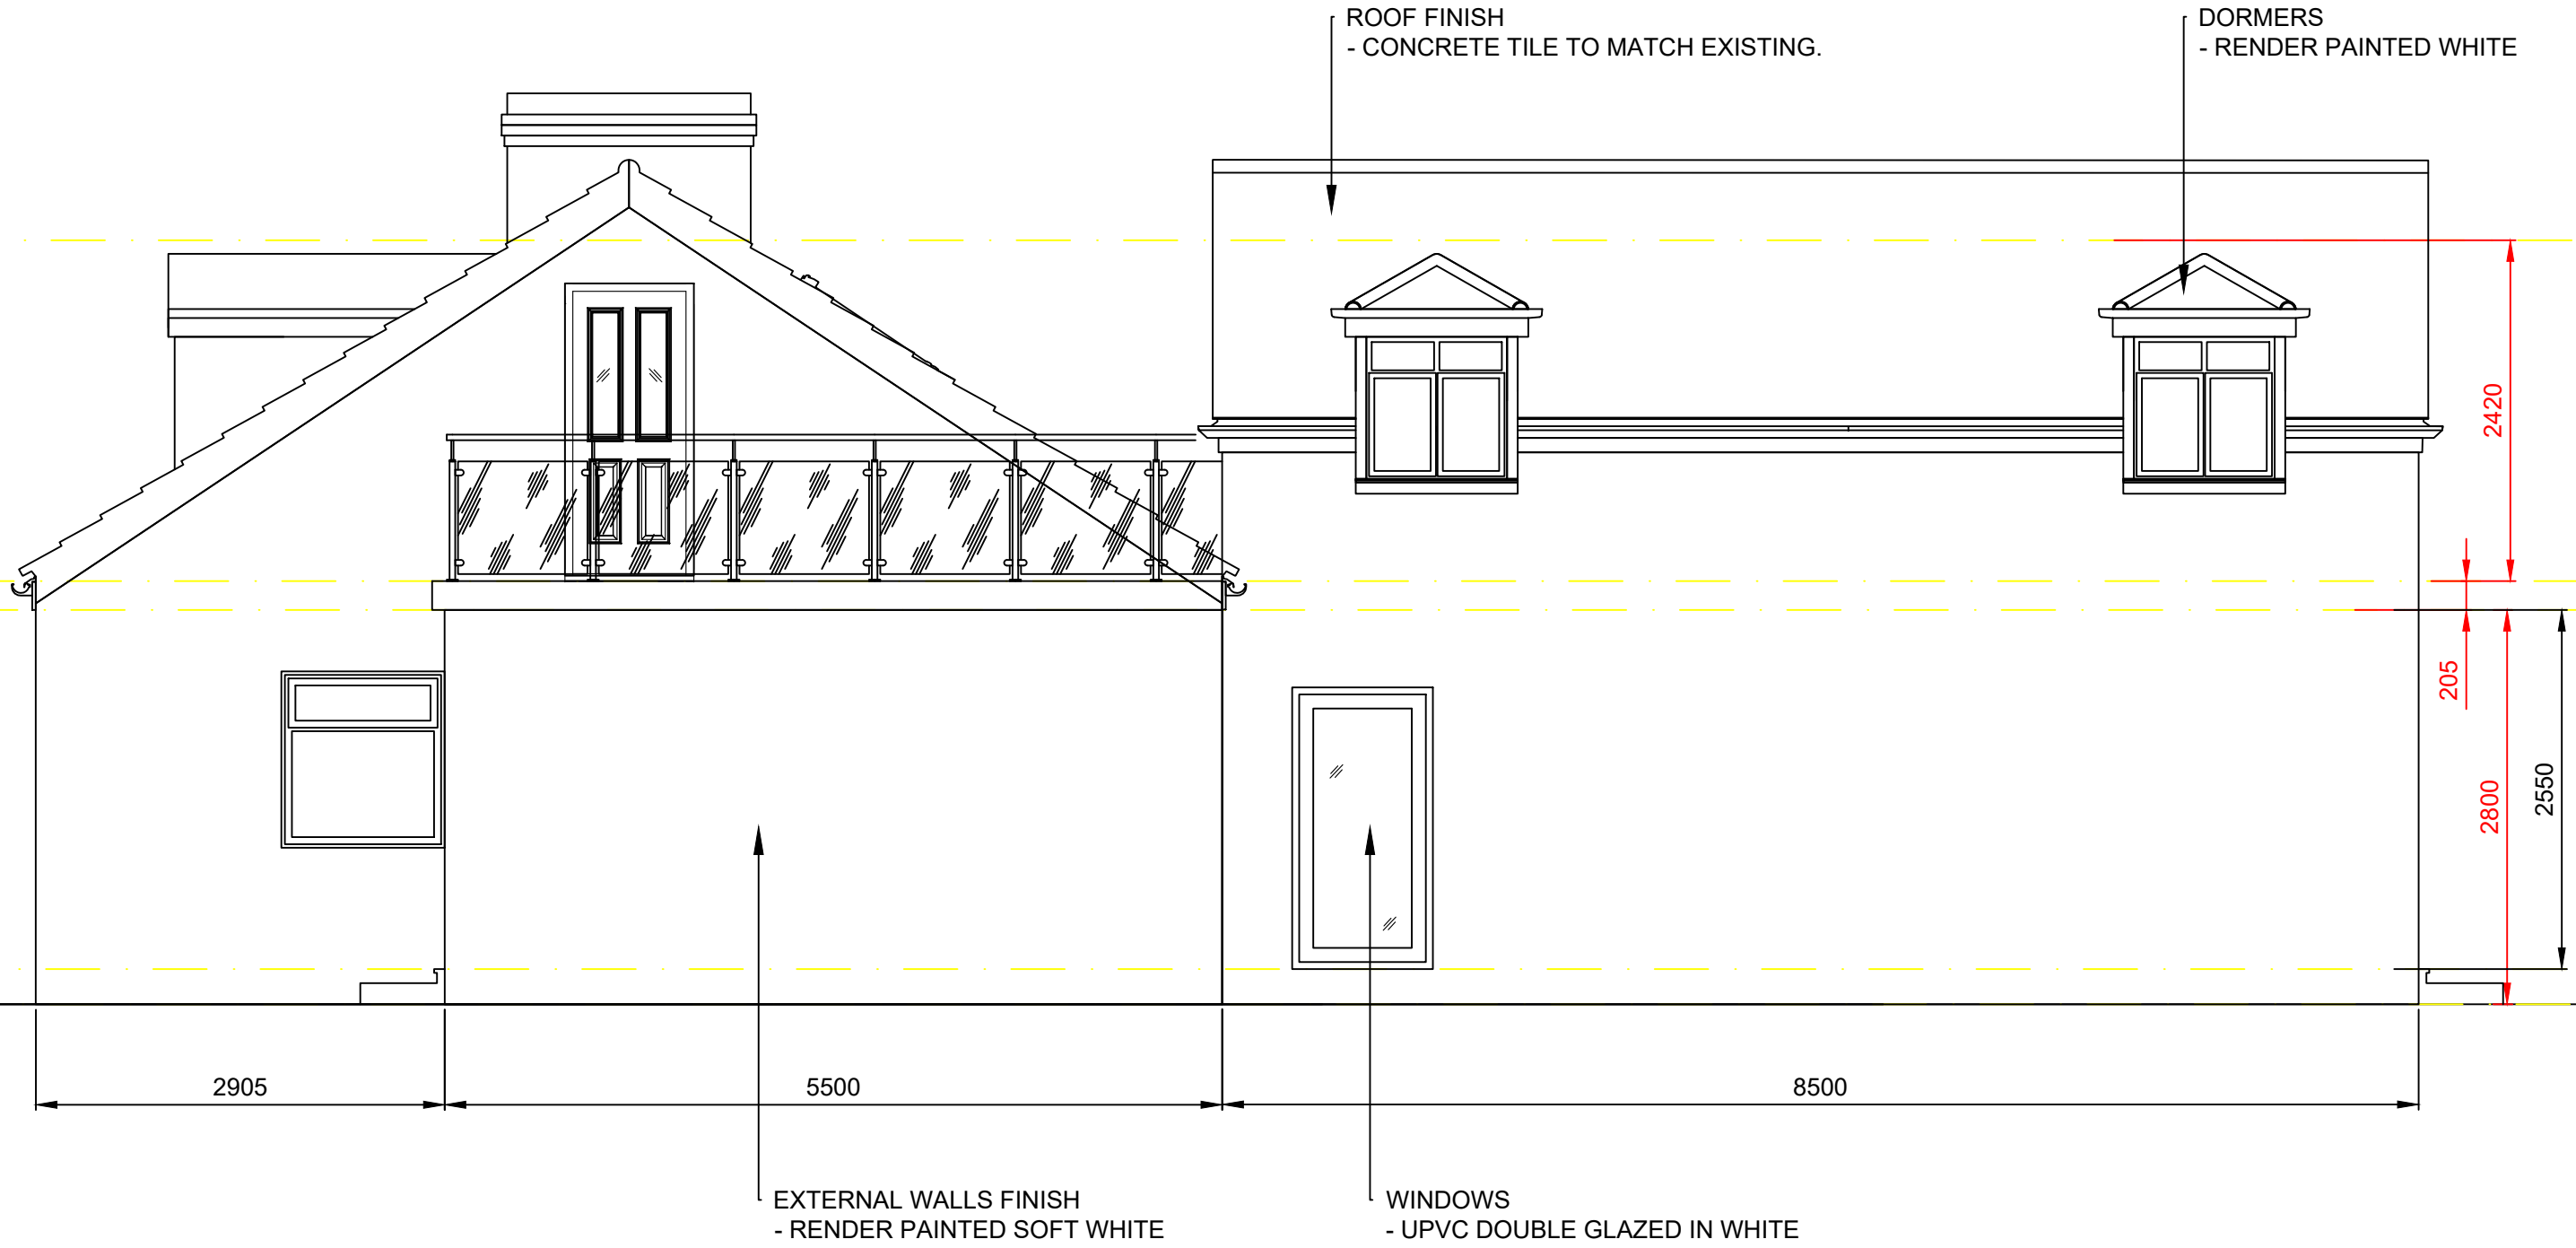 ROOF FINISH
- CONCRETE TILE TO MATCH EXISTING.
DORMERS
- RENDER PAINTED WHITE
2420
205
2800
2550
2905
5500
8500
EXTERNAL WALLS FINISH
- RENDER PAINTED SOFT WHITE
WINDOWS
- UPVC DOUBLE GLAZED IN WHITE